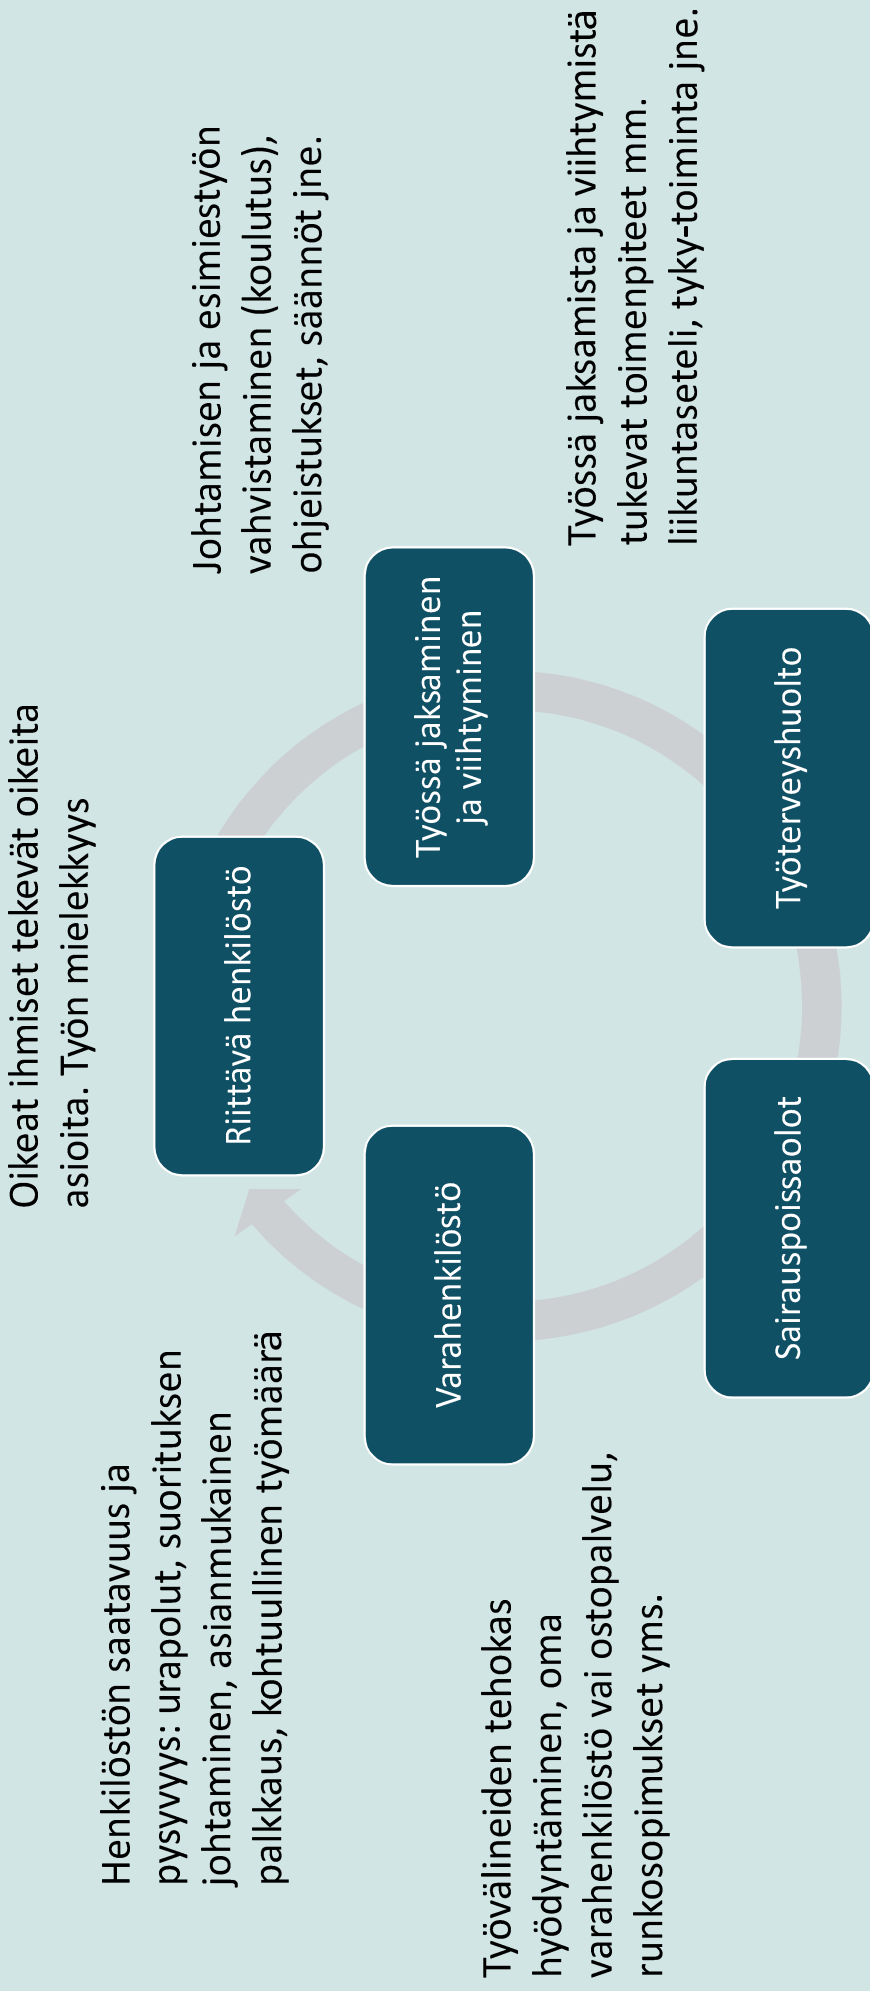 Oikeat ihmiset tekevät oikeita
asioita. Työn mielekkyys
Henkilöstön saatavuus ja
pysyvyys: urapolut, suorituksen
johtaminen, asianmukainen
palkkaus, kohtuullinen työmäärä
Riittävä henkilöstö
Johtamisen ja esimiestyön
vahvistaminen (koulutus),
ohjeistukset, säännöt jne.
Varahenkilöstö
Työssä jaksaminen
ja viihtyminen
Työvälineiden tehokas
hyödyntäminen, oma
varahenkilöstö vai ostopalvelu,
runkosopimukset yms.
Työssä jaksamista ja viihtymistä
tukevat toimenpiteet mm.
liikuntaseteli, tyky-toiminta jne.
Sairauspoissaolot
Työterveyshuolto